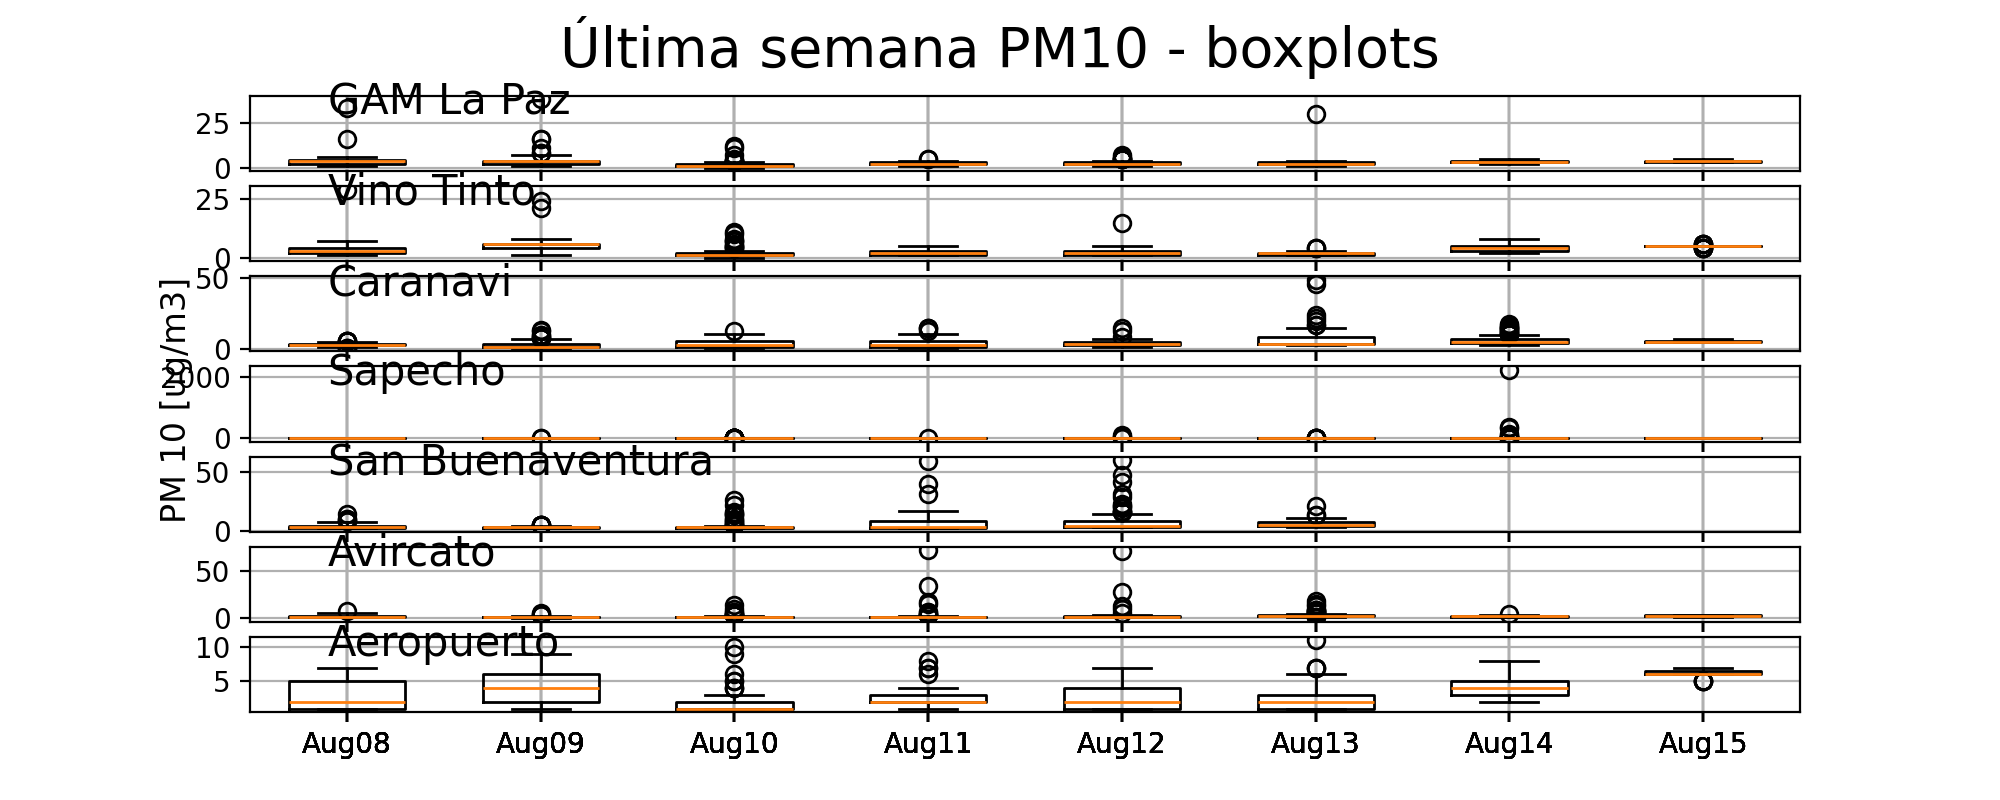 Última semana PM10 - boxplots
GAM La Paz
25
0
Vino Tinto
25
0
Caranavi
50
0
PM 10 [ug/m3]
Sapecho
2000
0
San Buenaventura
50
0
Avircato
50
0
Aeropuerto
10
5
Aug08 Aug09 Aug10 Aug11 Aug12 Aug13 Aug14 Aug15